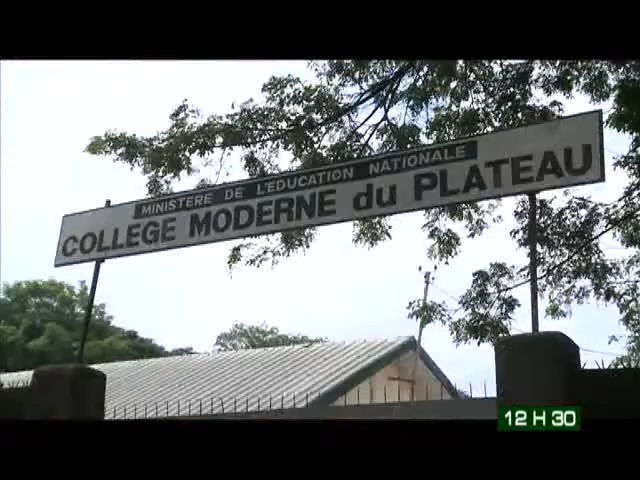 MINISTERE DE L'EDUCATION NATIONALE
COLLEGE MODERNE du PLATEAU
12 H 30